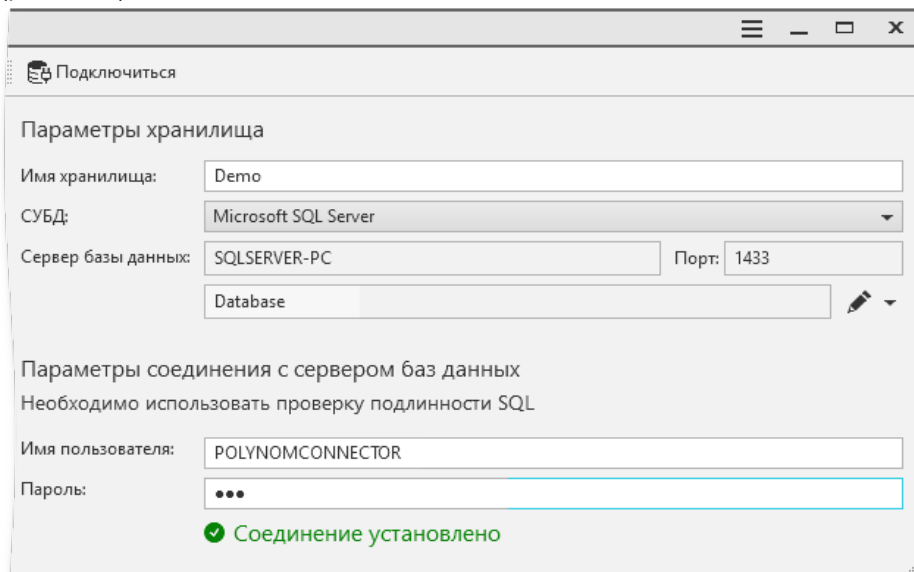 Подключиться
Параметры хранилища
Имя хранилища: Demo
СУБД: Microsoft SQL Server
Сервер базы данных: SQLSERVER-PC Порт: 1433
Database
Параметры соединения с сервером баз данных
Необходимо использовать проверку подлинности SQL
Имя пользователя: POLYNOMCONNECTOR
Пароль: •••
Соединение установлено